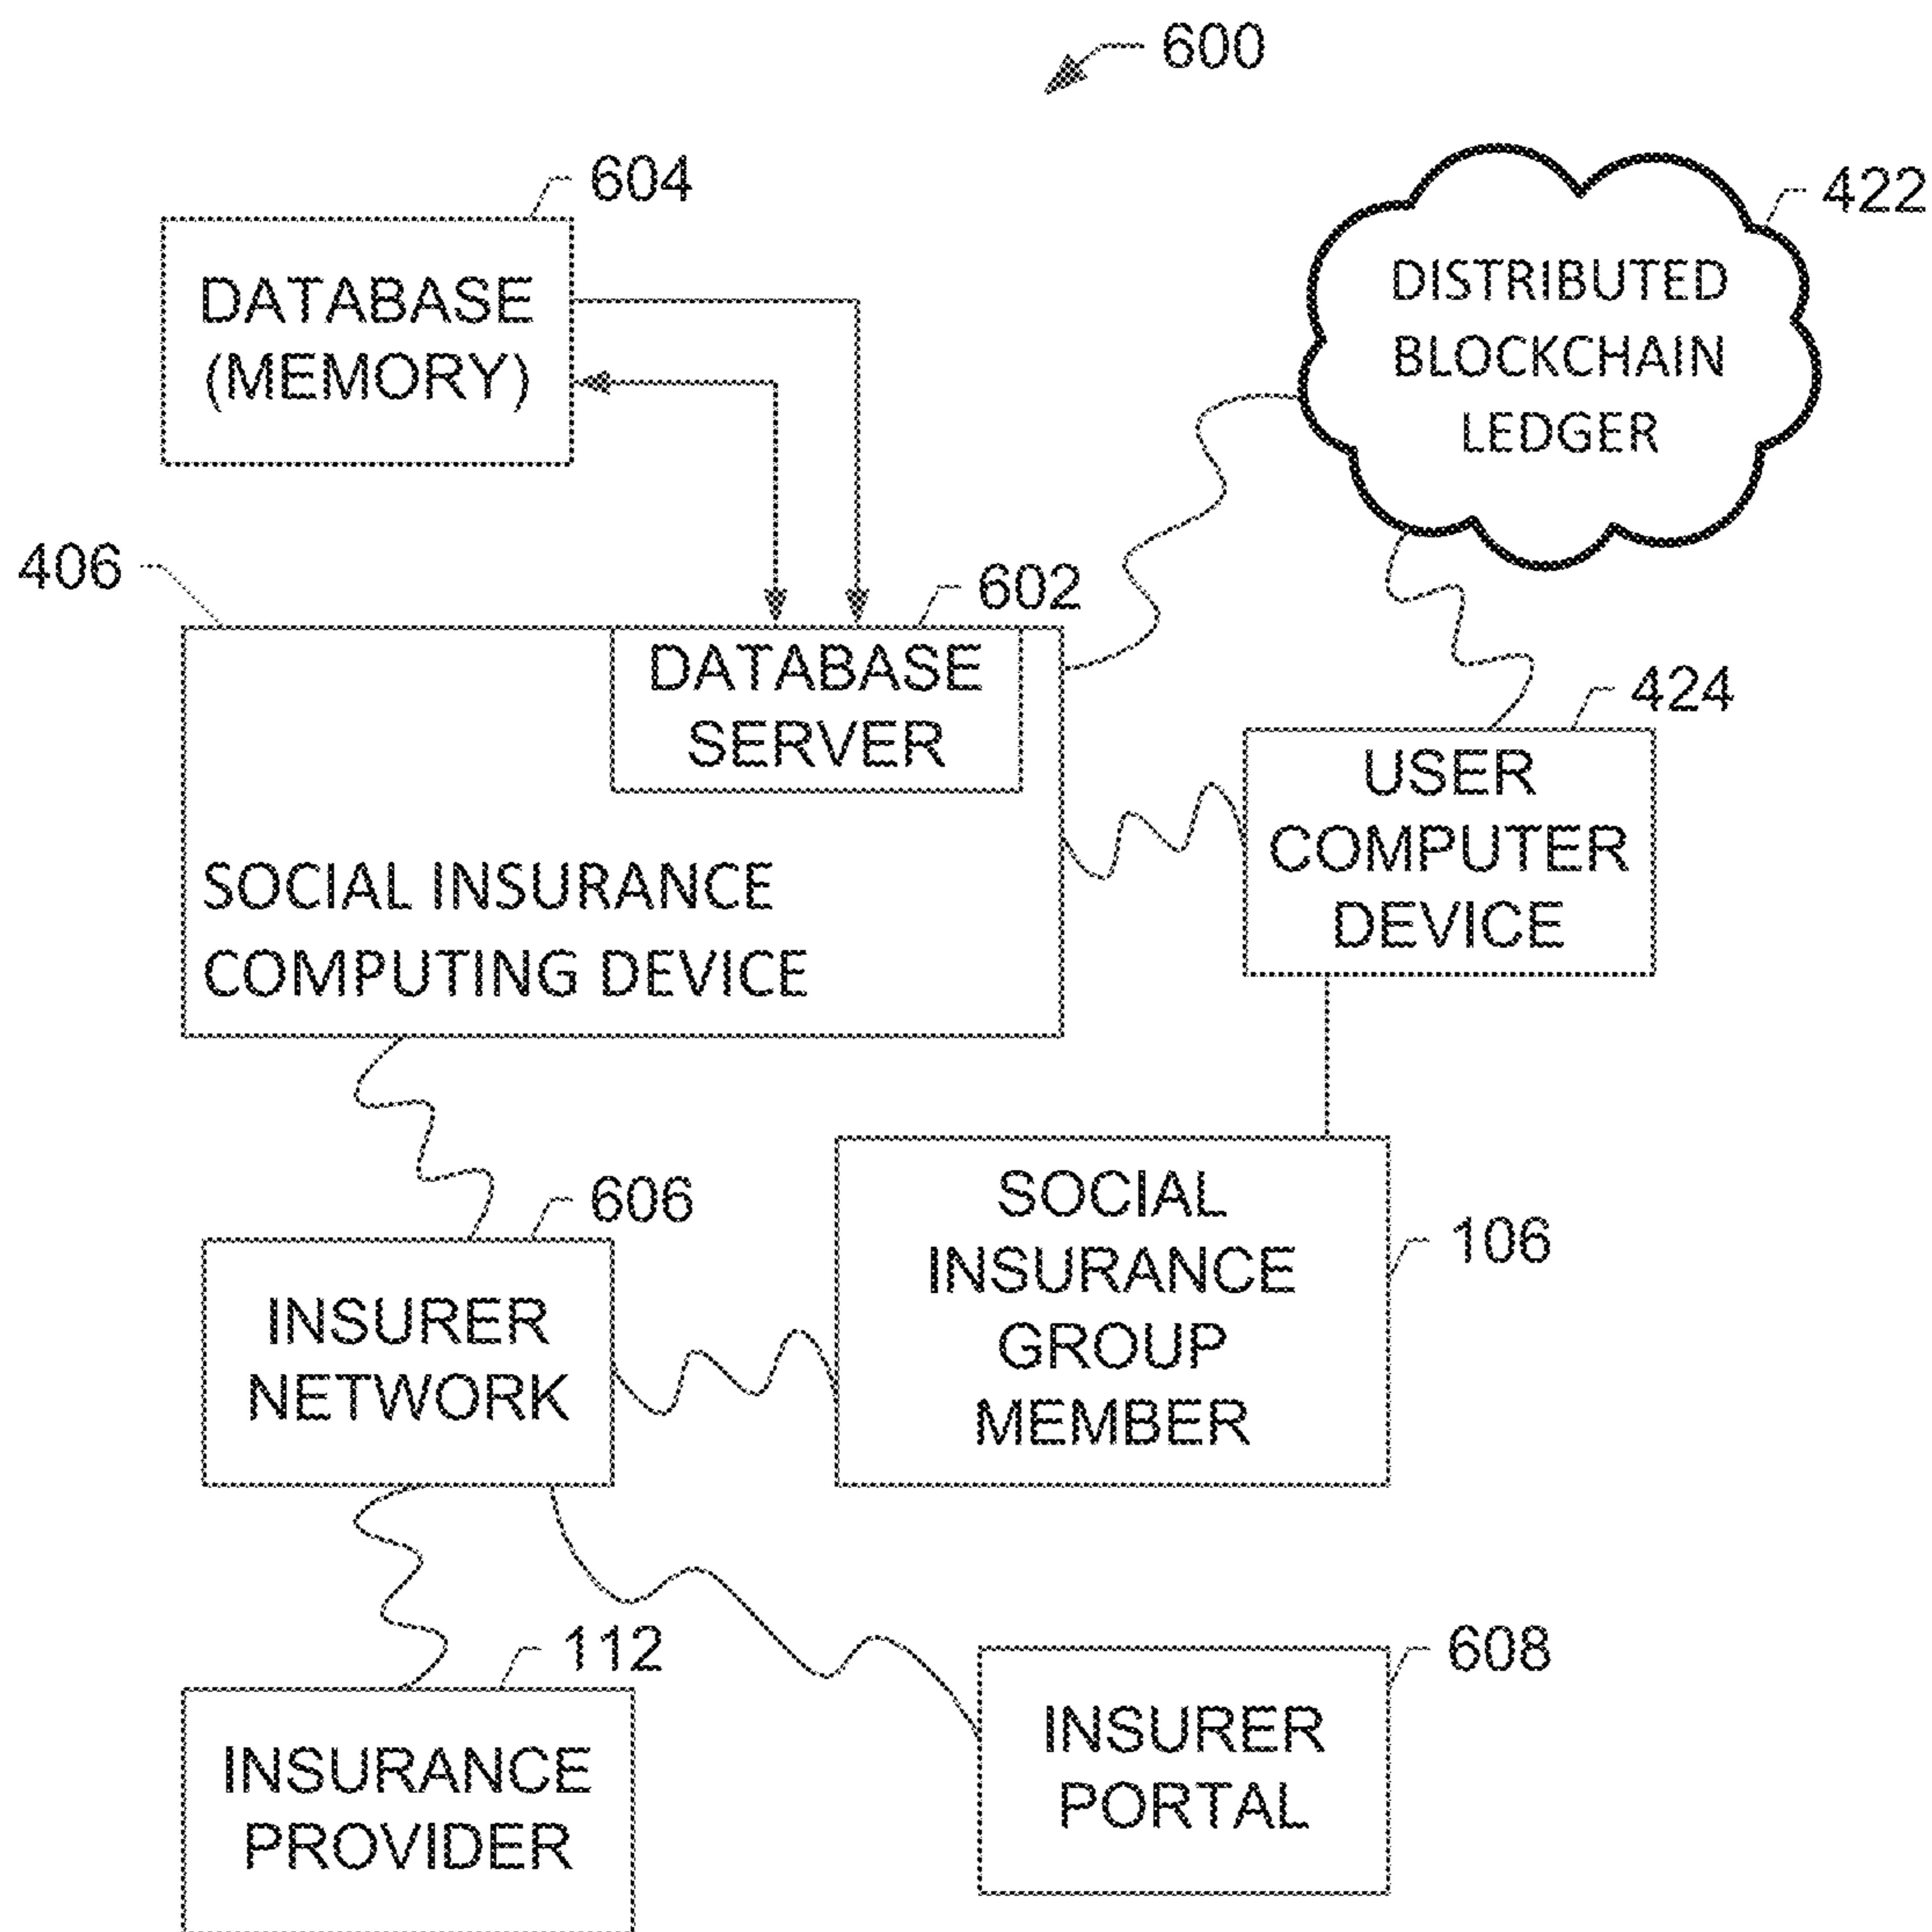 600
604
DATABASE
(MEMORY)
422
DISTRIBUTED
BLOCKCHAIN
LEDGER
406
602
DATABASE
SERVER
SOCIAL INSURANCE
COMPUTING DEVICE
424
USER
COMPUTER
DEVICE
606
INSURER
NETWORK
SOCIAL
INSURANCE
GROUP
MEMBER
106
112
INSURANCE
PROVIDER
608
INSURER
PORTAL